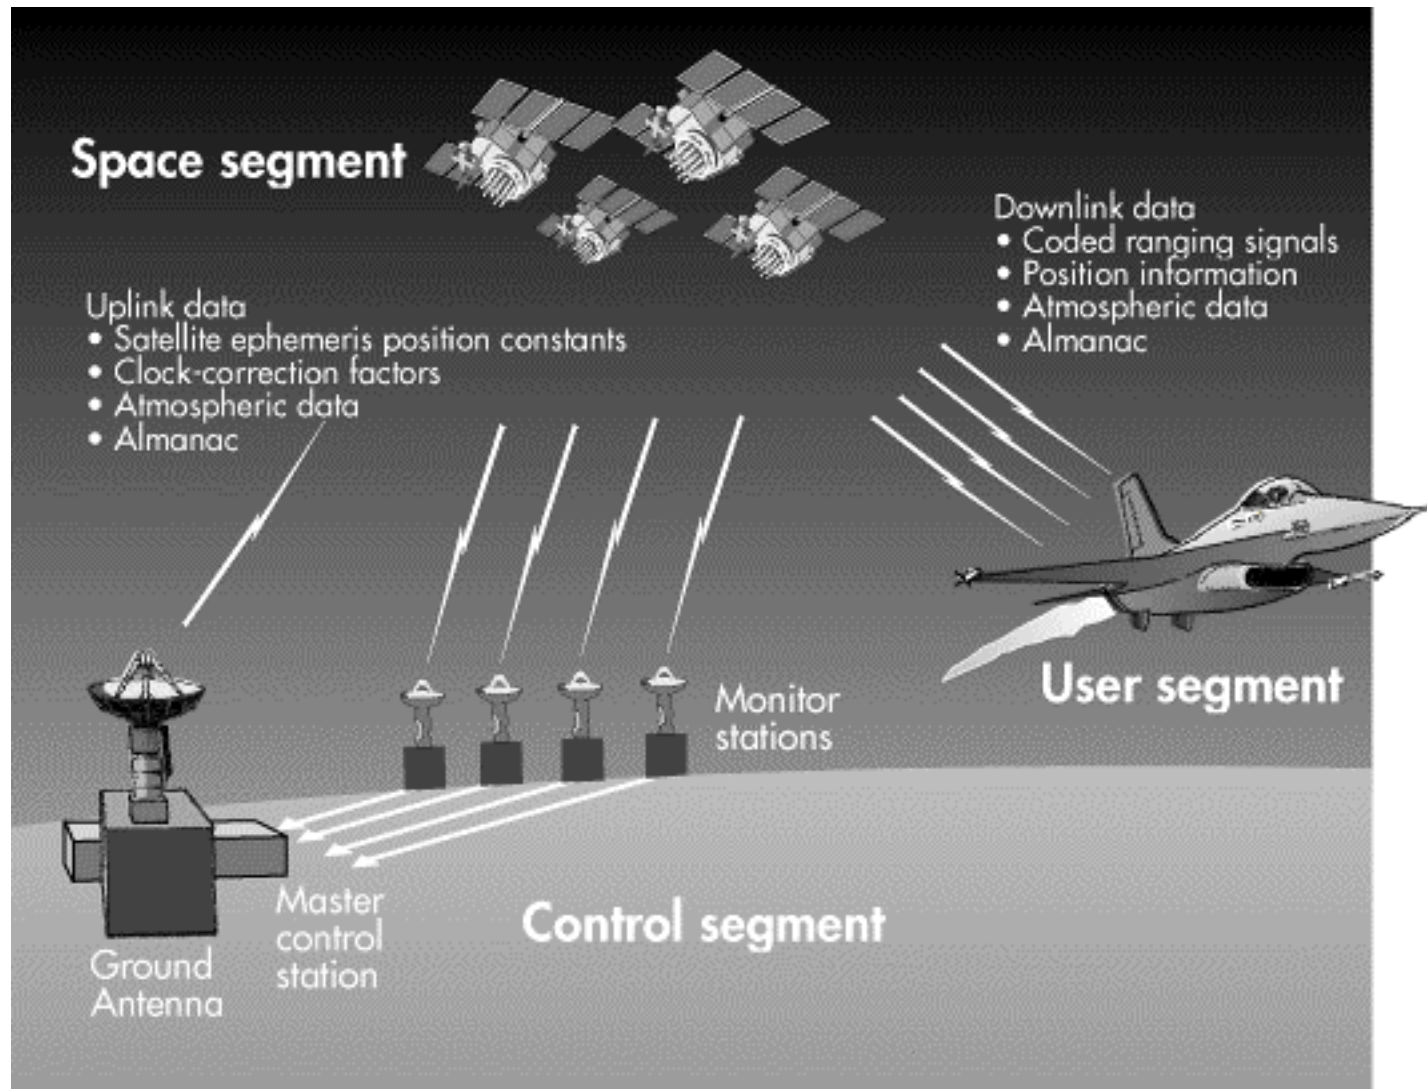 Space segment
Downlink data
• Coded ranging signals
• Position information
• Atmospheric data
• Almanac
Uplink data
• Satellite ephemeris position constants
• Clock-correction factors
• Atmospheric data
• Almanac
User segment
Monitor
stations
Master
control
station
Control segment
Ground
Antenna